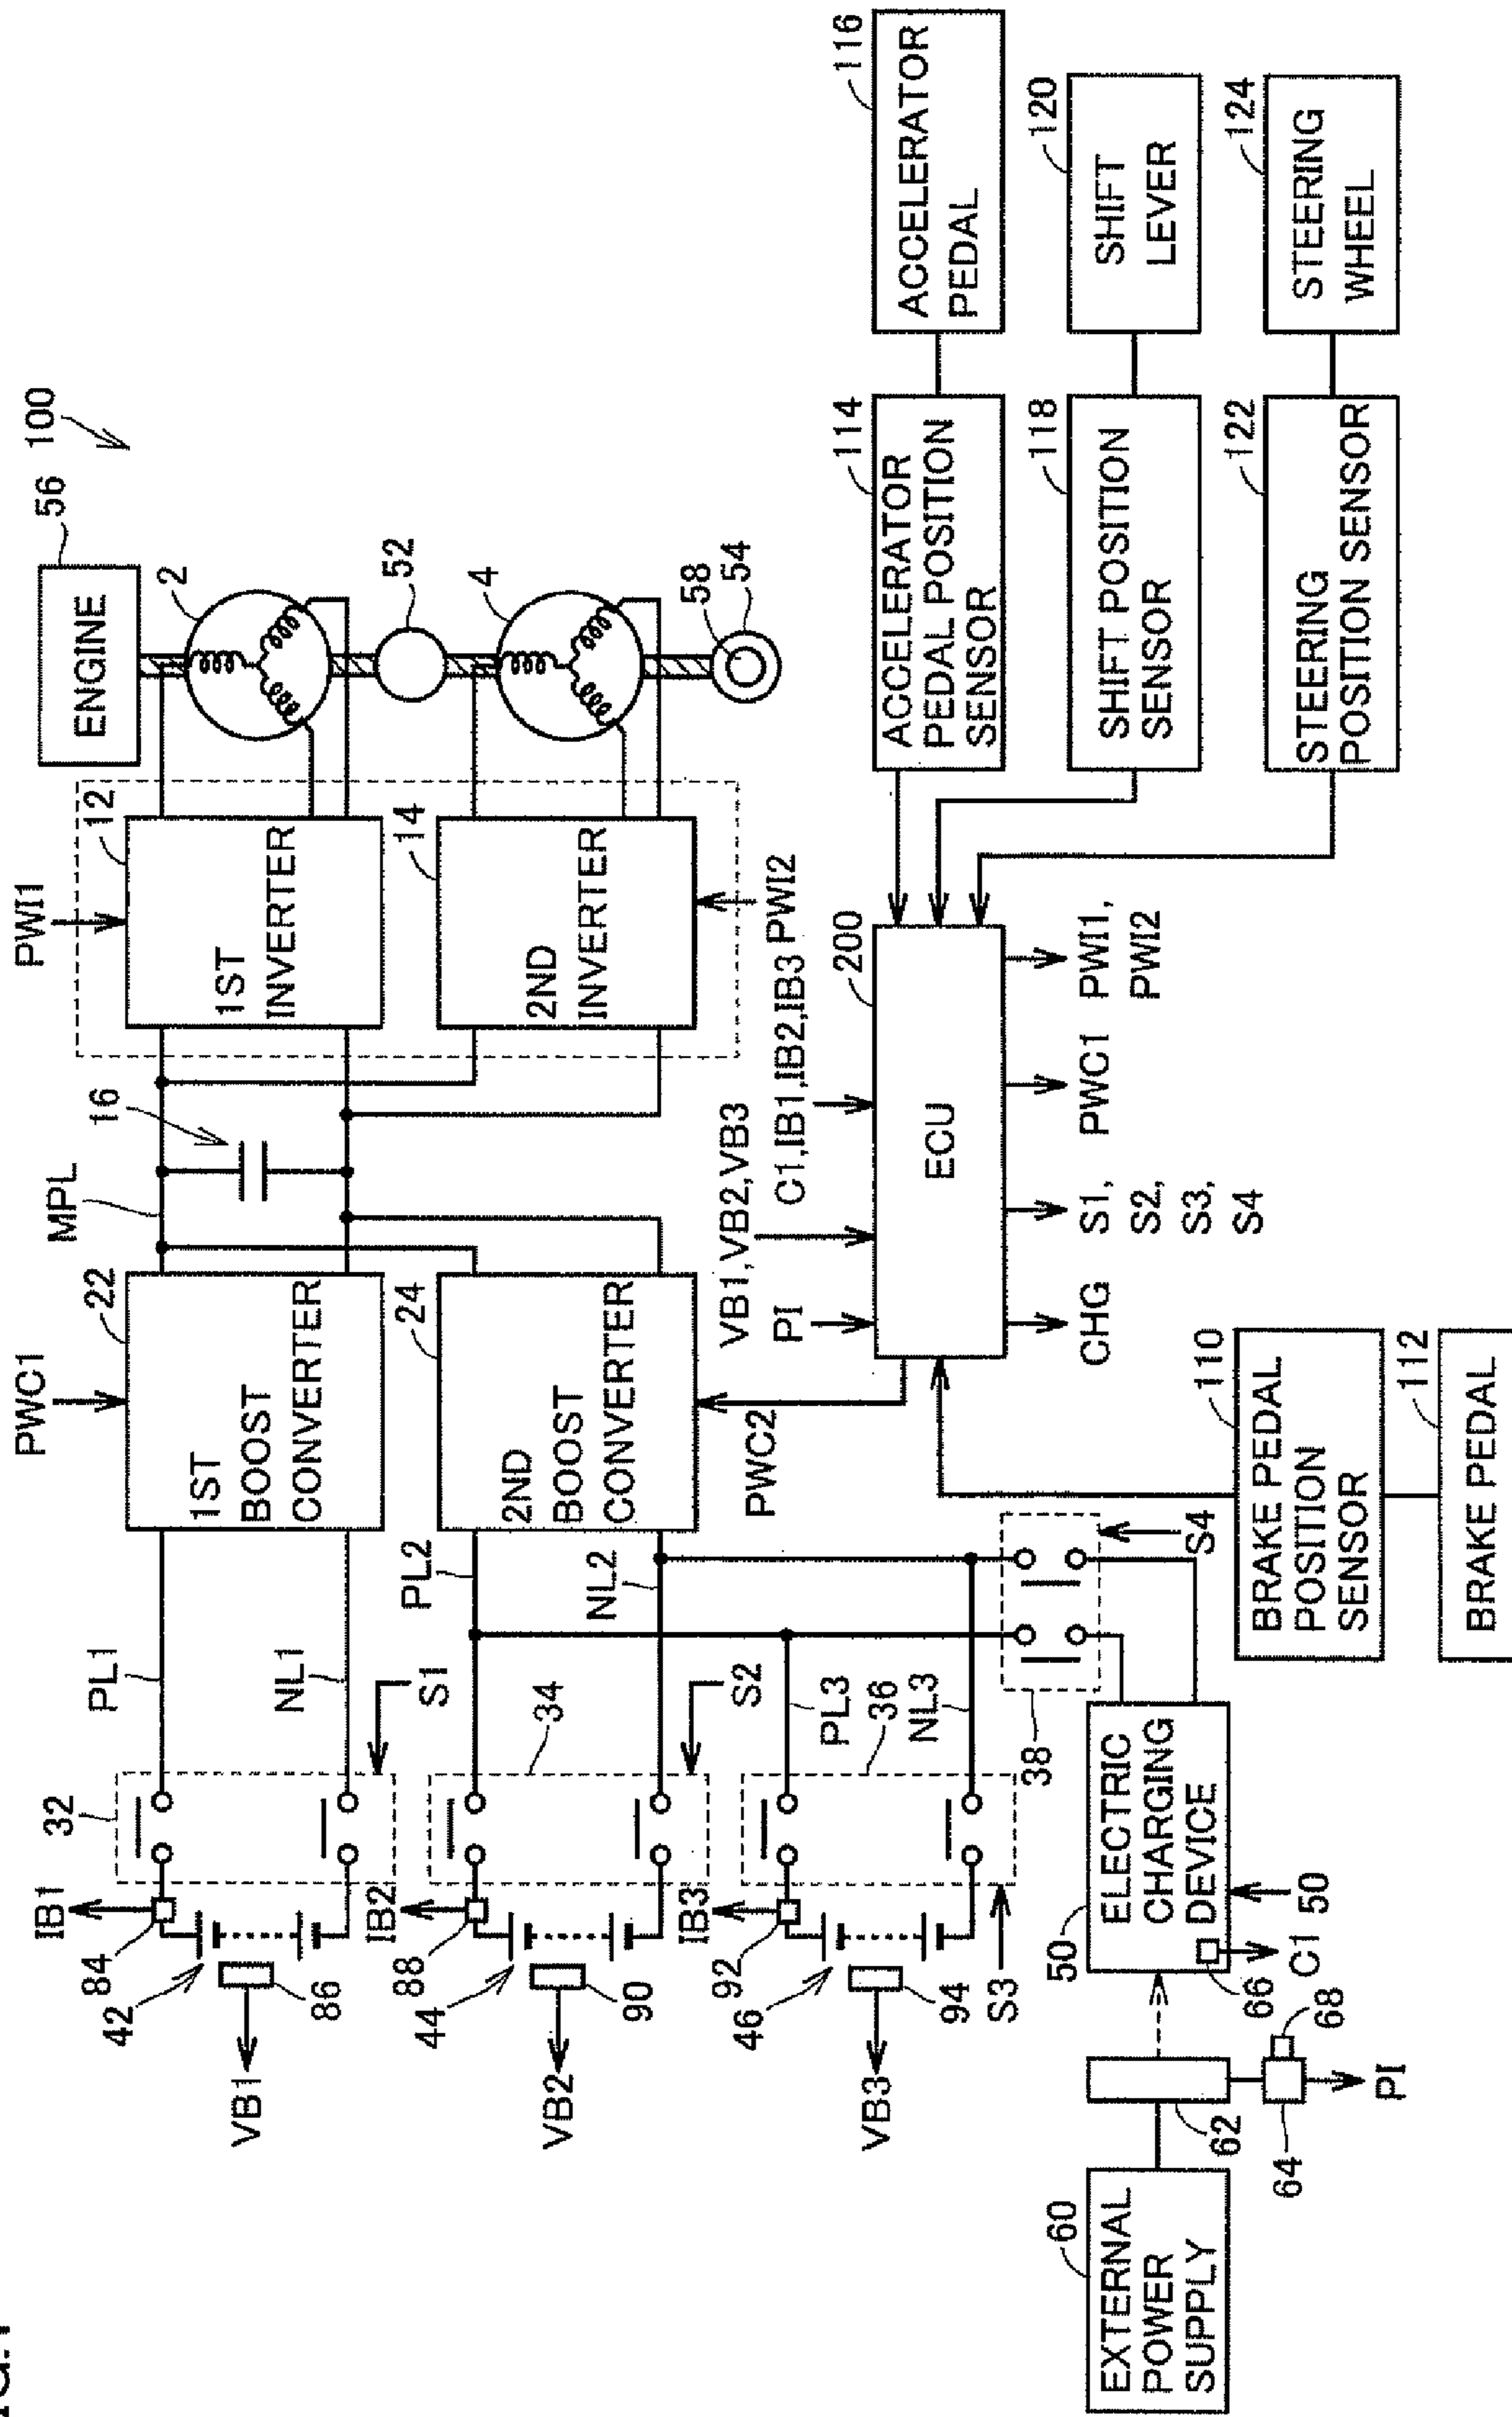 100
56
ENGINE
2
52
4
58
54
PWI1
12
1ST
INVERTER
14
2ND
INVERTER
PWI2
16
MPL
PWC1
22
1ST
BOOST
CONVERTER
24
2ND
BOOST
CONVERTER
PWC2
PL1
NL1
PL2
NL2
PL3
NL3
S1
S2
S3
S4
32
34
36
38
IB1
84
42
86
VB1
IB2
88
44
90
VB2
IB3
92
46
94
VB3
50
ELECTRIC
CHARGING
DEVICE
50
66
C1
60
EXTERNAL
POWER
SUPPLY
62
64
68
PI
PI
VB1,VB2,VB3
C1,IB1,IB2,IB3
200
ECU
CHG
S1,
S2,
S3,
S4
PWC1
PWI1,
PWI2
110
BRAKE PEDAL
POSITION
SENSOR
112
BRAKE PEDAL
114
ACCELERATOR
PEDAL POSITION
SENSOR
116
ACCELERATOR
PEDAL
118
SHIFT POSITION
SENSOR
120
SHIFT
LEVER
122
STEERING
POSITION SENSOR
124
STEERING
WHEEL